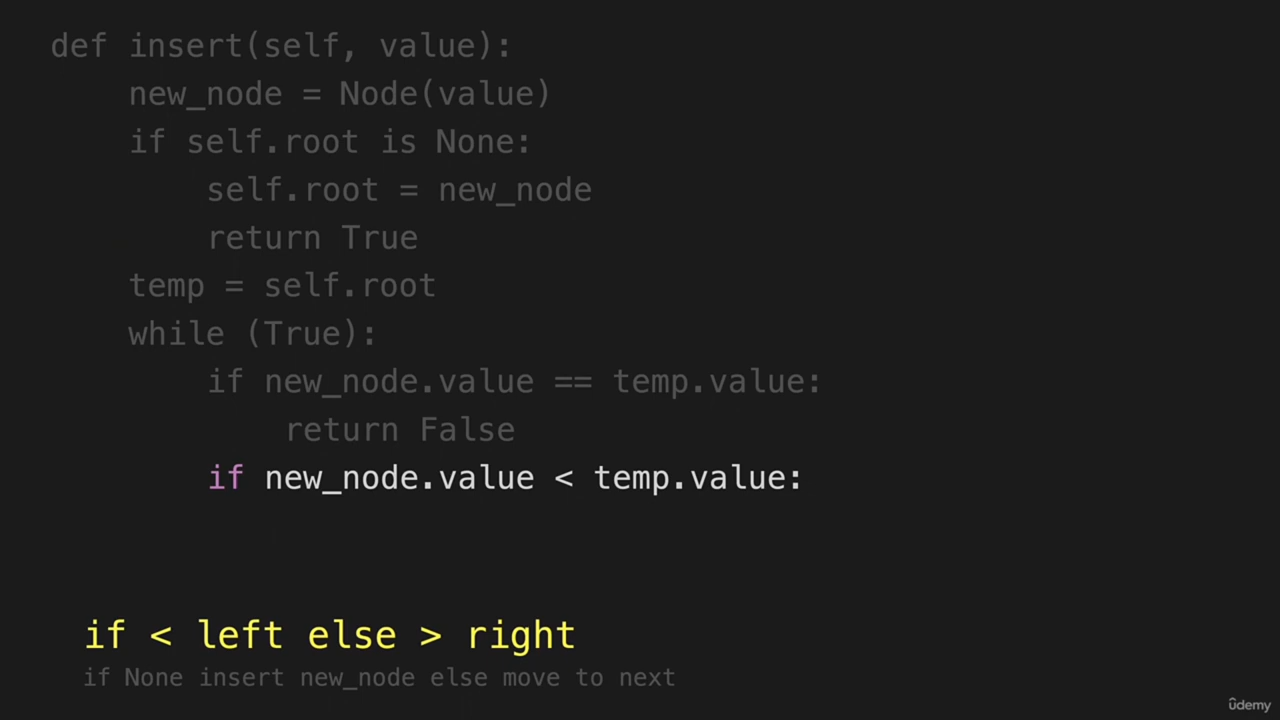 def insert(self, value):
    new_node = Node(value)
    if self.root is None:
        self.root = new_node
        return True
    temp = self.root
    while (True):
        if new_node.value == temp.value:
            return False
        if new_node.value < temp.value:
if < left else > right
if None insert new_node else move to next
ûdemy